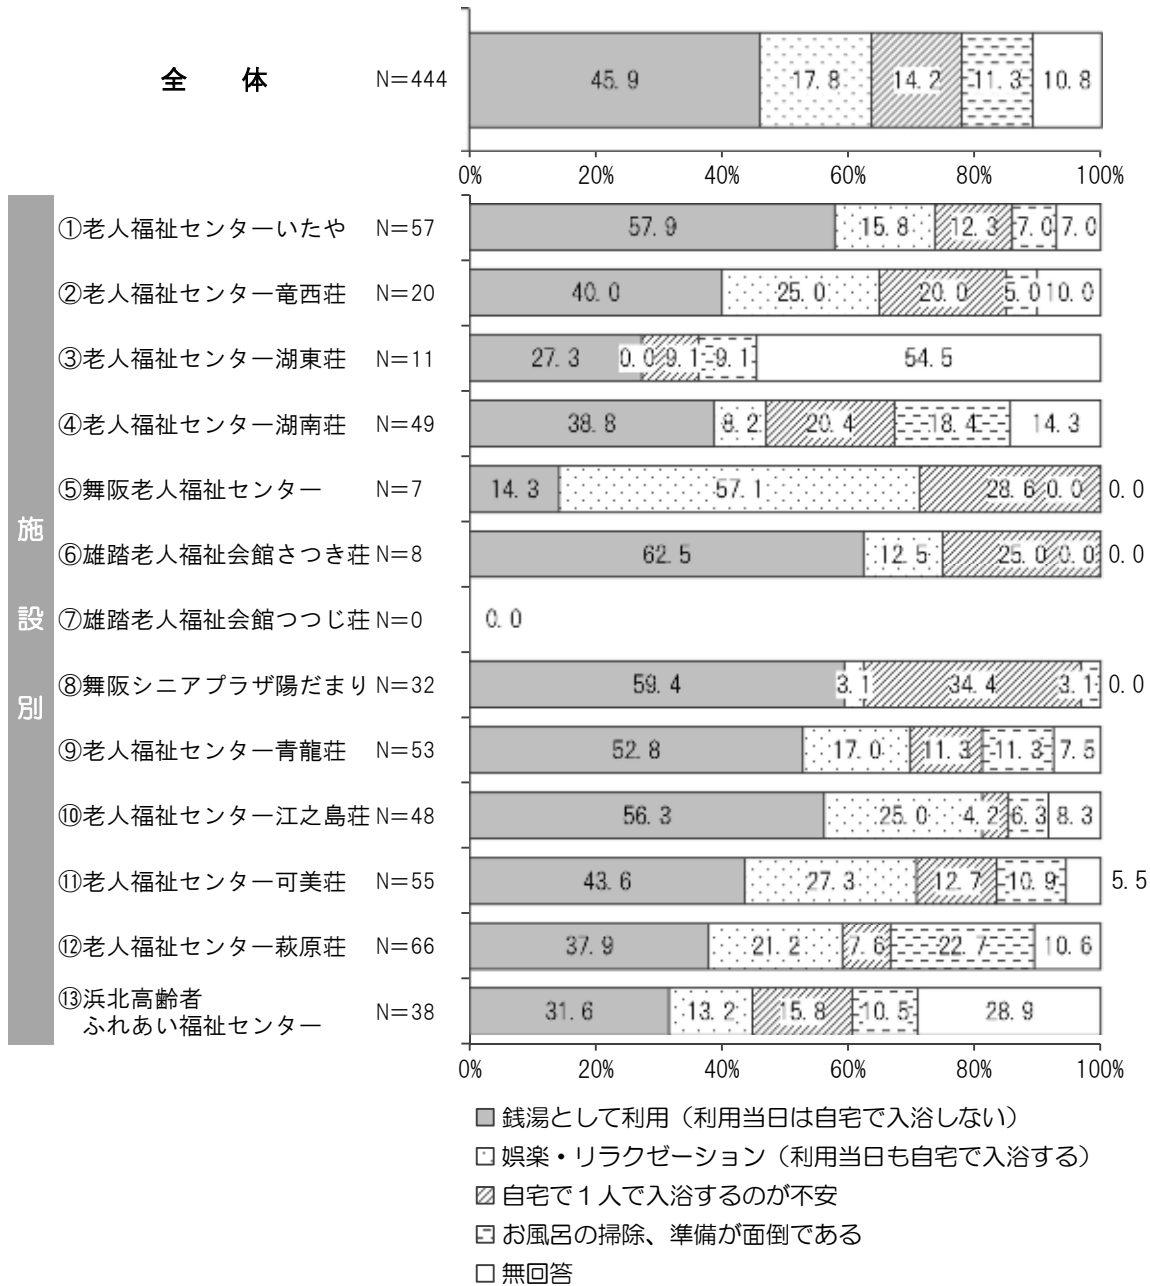 全　体 N=444 45.9 17.8 14.2 11.3 10.8
0% 20% 40% 60% 80% 100%
施設別
①老人福祉センターいたや N=57 57.9 15.8 12.3 7.0 7.0
②老人福祉センター竜西荘 N=20 40.0 25.0 20.0 5.0 10.0
③老人福祉センター湖東荘 N=11 27.3 0.0 9.1 9.1 54.5
④老人福祉センター湖南荘 N=49 38.8 8.2 20.4 18.4 14.3
⑤舞阪老人福祉センター N=7 14.3 57.1 28.6 0.0 0.0
⑥雄踏老人福祉会館さつき荘 N=8 62.5 12.5 25.0 0.0 0.0
⑦雄踏老人福祉会館つつじ荘 N=0 0.0
⑧舞阪シニアプラザ陽だまり N=32 59.4 3.1 34.4 3.1 0.0
⑨老人福祉センター青龍荘 N=53 52.8 17.0 11.3 11.3 7.5
⑩老人福祉センター江之島荘 N=48 56.3 25.0 4.2 6.3 8.3
⑪老人福祉センター可美荘 N=55 43.6 27.3 12.7 10.9 5.5
⑫老人福祉センター萩原荘 N=66 37.9 21.2 7.6 22.7 10.6
⑬浜北高齢者
ふれあい福祉センター N=38 31.6 13.2 15.8 10.5 28.9
0% 20% 40% 60% 80% 100%
銭湯として利用（利用当日は自宅で入浴しない）
娯楽・リラクゼーション（利用当日も自宅で入浴する）
自宅で１人で入浴するのが不安
お風呂の掃除、準備が面倒である
無回答